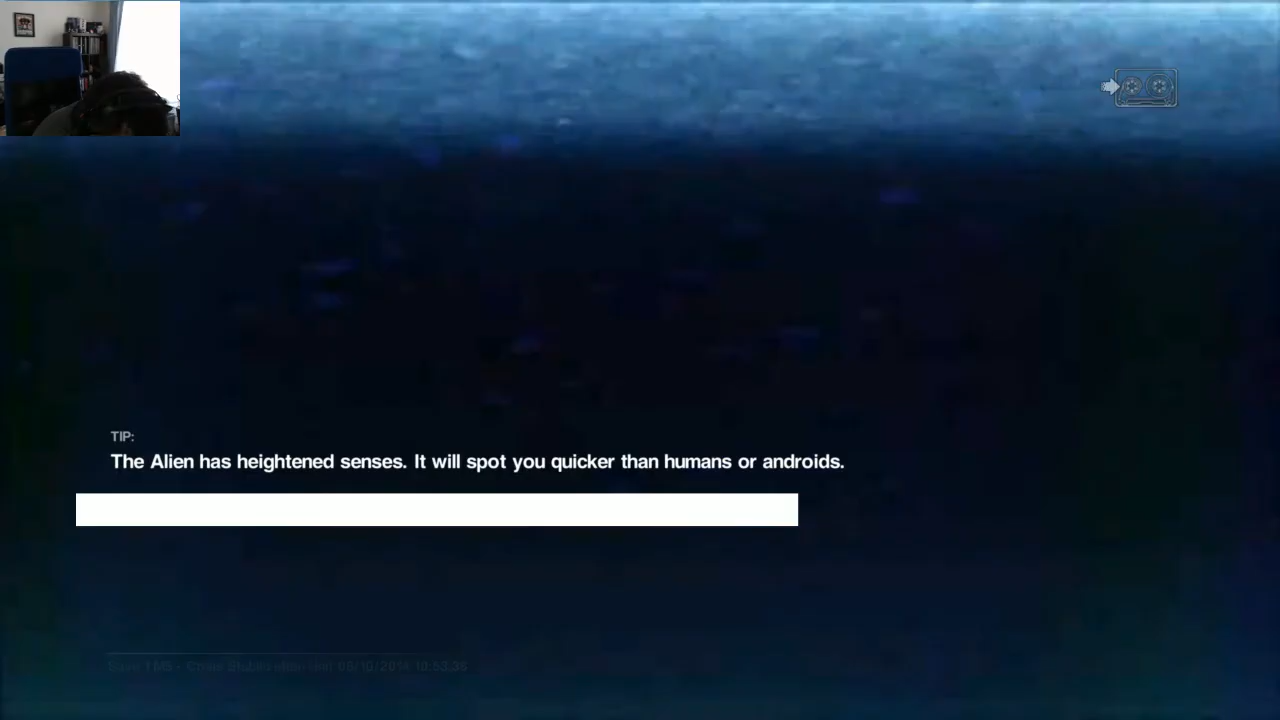 TIP:
The Alien has heightened senses. It will spot you quicker than humans or androids.